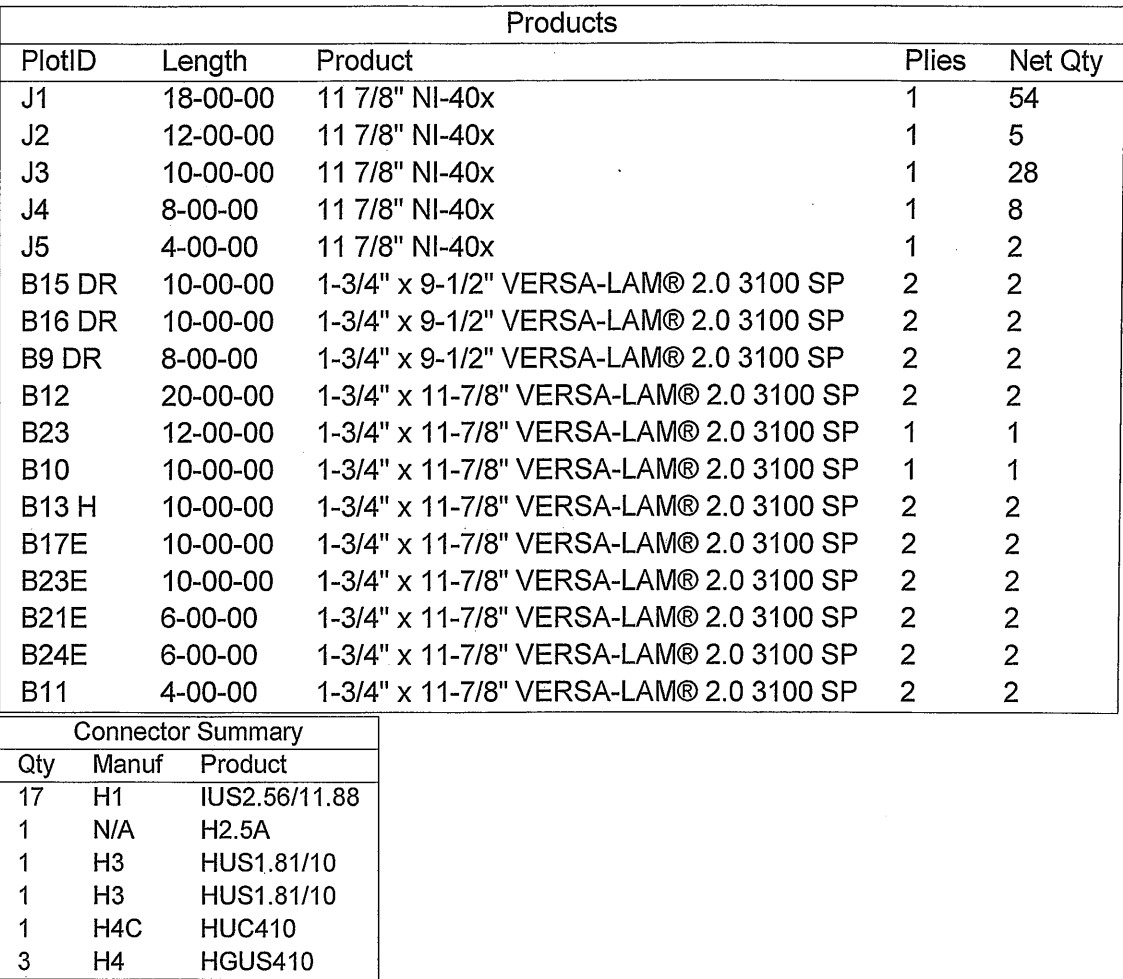 Products
PlotID Length Product Plies Net Qty
J1 18-00-00 11 7/8" NI-40x 1 54
J2 12-00-00 11 7/8" NI-40x 1 5
J3 10-00-00 11 7/8" NI-40x 1 28
J4 8-00-00 11 7/8" NI-40x 1 8
J5 4-00-00 11 7/8" NI-40x 1 2
B15 DR 10-00-00 1-3/4" x 9-1/2" VERSA-LAM® 2.0 3100 SP 2 2
B16 DR 10-00-00 1-3/4" x 9-1/2" VERSA-LAM® 2.0 3100 SP 2 2
B9 DR 8-00-00 1-3/4" x 9-1/2" VERSA-LAM® 2.0 3100 SP 2 2
B12 20-00-00 1-3/4" x 11-7/8" VERSA-LAM® 2.0 3100 SP 2 2
B23 12-00-00 1-3/4" x 11-7/8" VERSA-LAM® 2.0 3100 SP 1 1
B10 10-00-00 1-3/4" x 11-7/8" VERSA-LAM® 2.0 3100 SP 1 1
B13 H 10-00-00 1-3/4" x 11-7/8" VERSA-LAM® 2.0 3100 SP 2 2
B17E 10-00-00 1-3/4" x 11-7/8" VERSA-LAM® 2.0 3100 SP 2 2
B23E 10-00-00 1-3/4" x 11-7/8" VERSA-LAM® 2.0 3100 SP 2 2
B21E 6-00-00 1-3/4" x 11-7/8" VERSA-LAM® 2.0 3100 SP 2 2
B24E 6-00-00 1-3/4" x 11-7/8" VERSA-LAM® 2.0 3100 SP 2 2
B11 4-00-00 1-3/4" x 11-7/8" VERSA-LAM® 2.0 3100 SP 2 2
Connector Summary
Qty Manuf Product
17 H1 IUS2.56/11.88
1 N/A H2.5A
1 H3 HUS1.81/10
1 H3 HUS1.81/10
1 H4C HUC410
3 H4 HGUS410